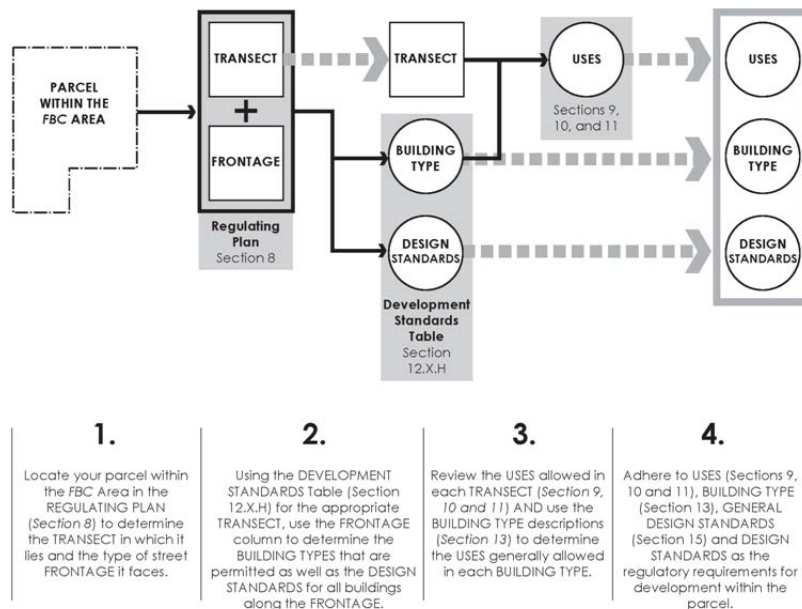 PARCEL
WITHIN THE
FBC AREA
TRANSECT
+
FRONTAGE
Regulating
Plan
Section 8
TRANSECT
BUILDING
TYPE
DESIGN
STANDARDS
Development
Standards
Table
Section
12.X.H
USES
Sections 9,
10, and 11
USES
BUILDING
TYPE
DESIGN
STANDARDS
1.
Locate your parcel within
the FBC Area in the
REGULATING PLAN
(Section 8) to determine
the TRANSECT in which it
lies and the type of street
FRONTAGE it faces.
2.
Using the DEVELOPMENT
STANDARDS Table (Section
12.X.H) for the appropriate
TRANSECT, use the FRONTAGE
column to determine the
BUILDING TYPES that are
permitted as well as the DESIGN
STANDARDS for all buildings
along the FRONTAGE.
3.
Review the USES allowed in
each TRANSECT (Section 9,
10 and 11) AND use the
BUILDING TYPE descriptions
(Section 13) to determine
the USES generally allowed
in each BUILDING TYPE.
4.
Adhere to USES (Sections 9,
10 and 11), BUILDING TYPE
(Section 13), GENERAL
DESIGN STANDARDS
(Section 15) and DESIGN
STANDARDS as the
regulatory requirements for
development within the
parcel.